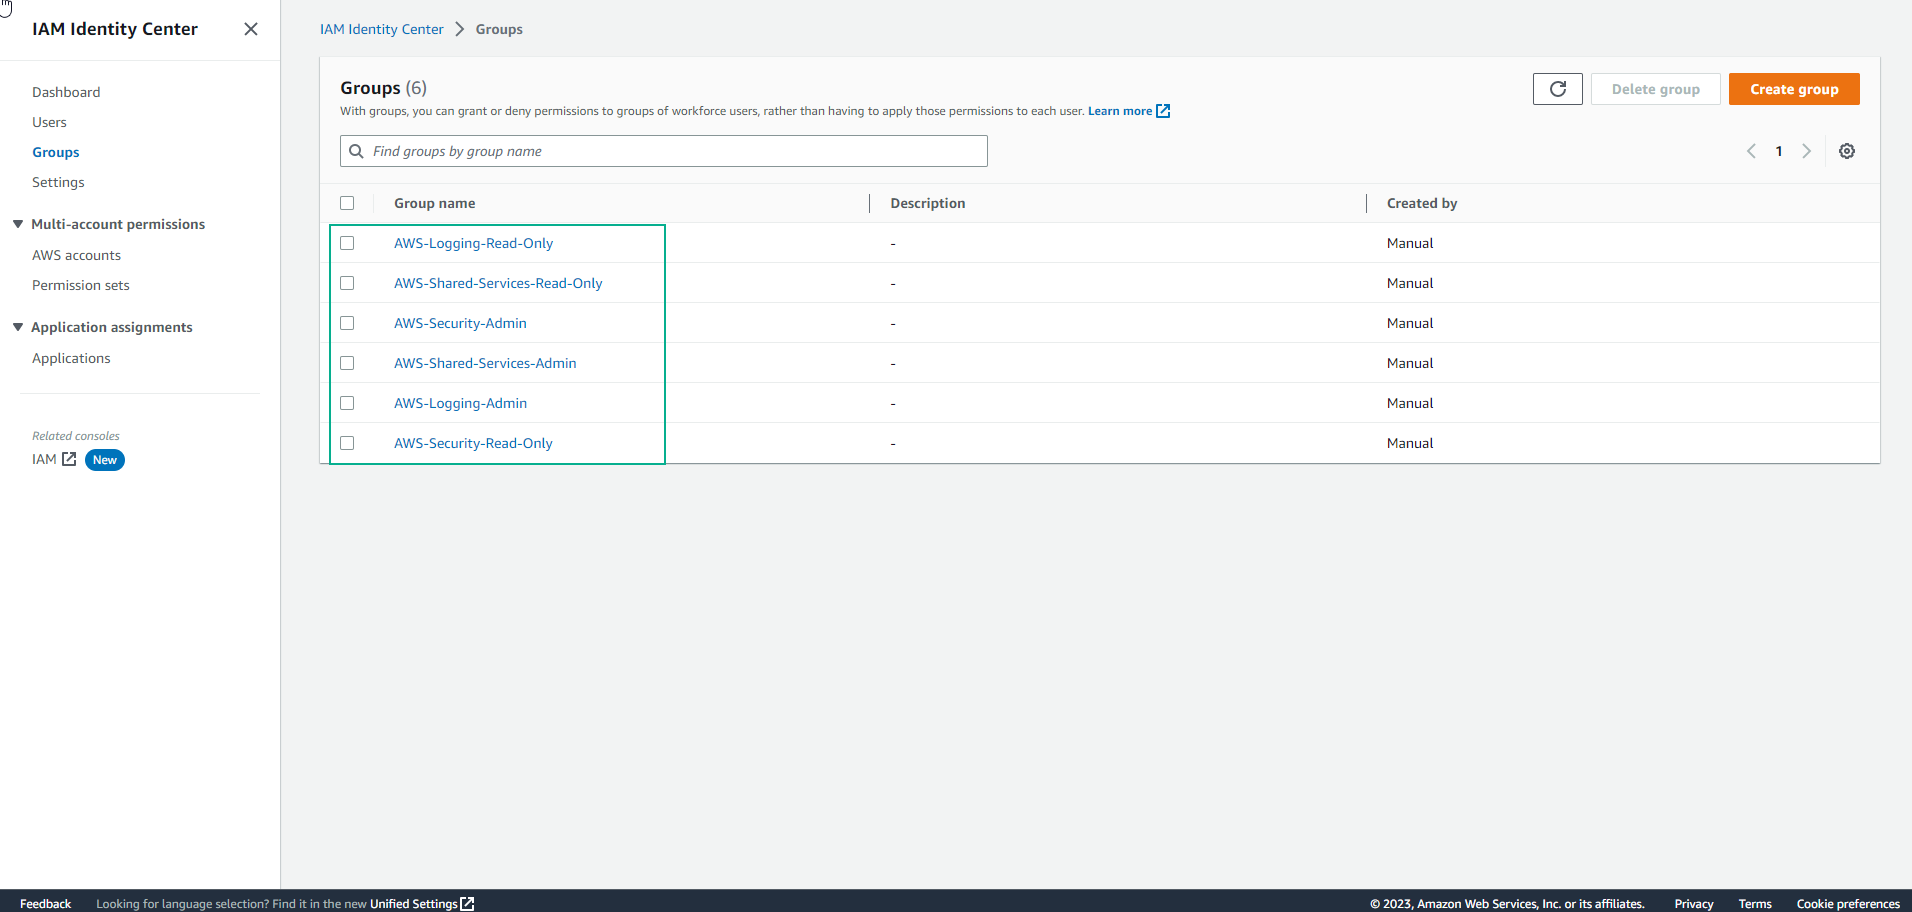 IAM Identity Center
Dashboard
Users
Groups
Settings
Multi-account permissions
AWS accounts
Permission sets
Application assignments
Applications
Related consoles
IAM New
IAM Identity Center Groups
Groups (6)
With groups, you can grant or deny permissions to groups of workforce users, rather than having to apply those permissions to each user. Learn more
Delete group
Create group
Find groups by group name
1
Group name Description Created by
AWS-Logging-Read-Only - Manual
AWS-Shared-Services-Read-Only - Manual
AWS-Security-Admin - Manual
AWS-Shared-Services-Admin - Manual
AWS-Logging-Admin - Manual
AWS-Security-Read-Only - Manual
Feedback Looking for language selection? Find it in the new Unified Settings © 2023, Amazon Web Services, Inc. or its affiliates. Privacy Terms Cookie preferences